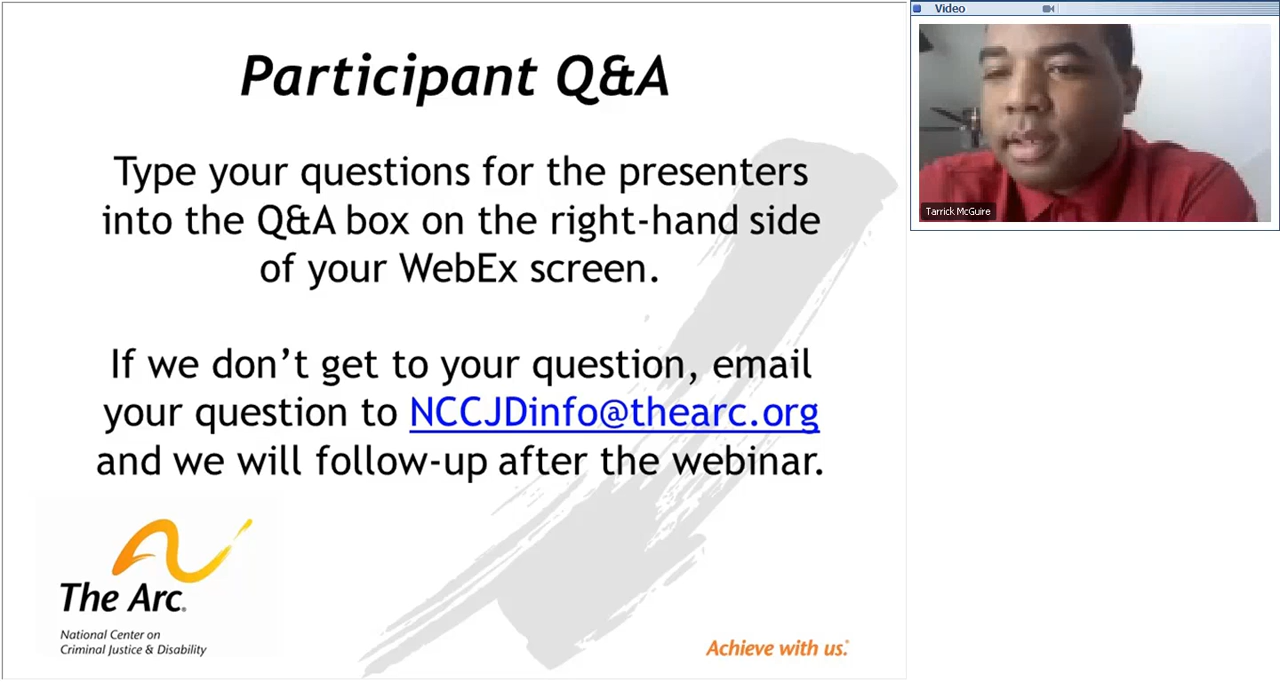 Participant Q&A
Type your questions for the presenters
into the Q&A box on the right-hand side
of your WebEx screen.
If we don't get to your question, email
your question to NCCJDinfo@thearc.org
and we will follow-up after the webinar.
The Arc®
National Center on
Criminal Justice & Disability
Achieve with us.®
Video
Tarrick McGuire